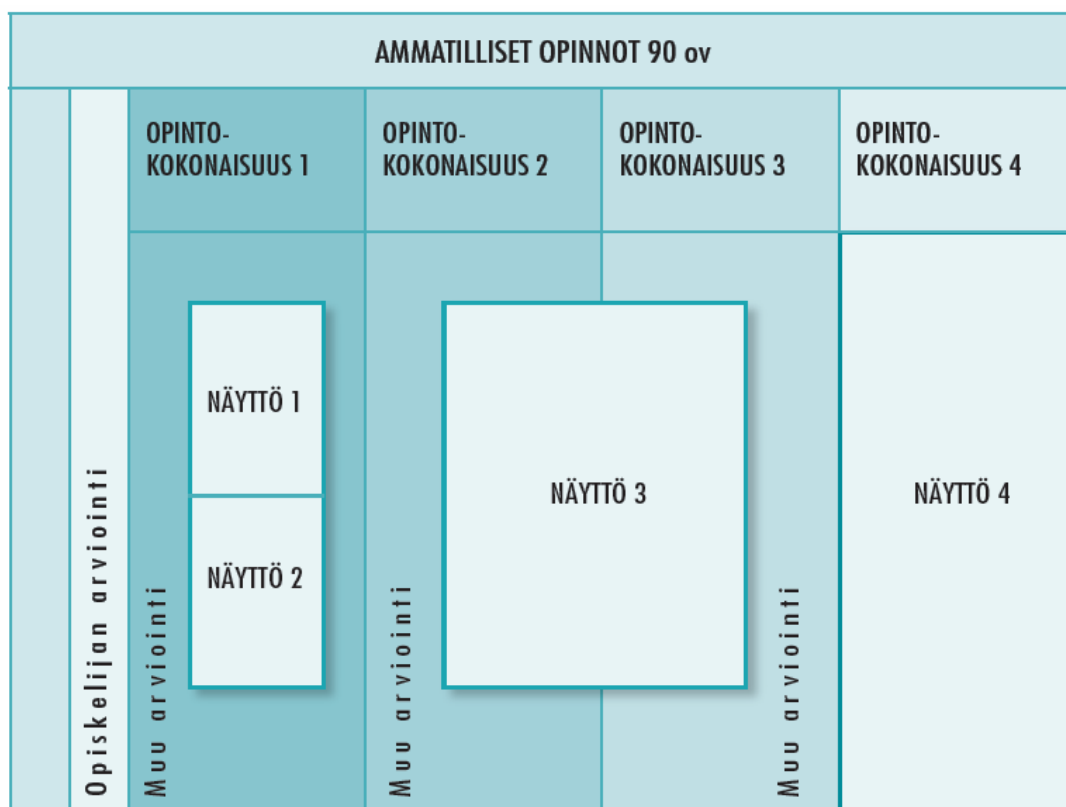 AMMATILLISET OPINNOT 90 ov
OPINTO-
KOKONAISUUS 1
OPINTO-
KOKONAISUUS 2
OPINTO-
KOKONAISUUS 3
OPINTO-
KOKONAISUUS 4
Opiskelijan arviointi
Muu arviointi
NÄYTTÖ 1
NÄYTTÖ 2
Muu arviointi
NÄYTTÖ 3
Muu arviointi
NÄYTTÖ 4